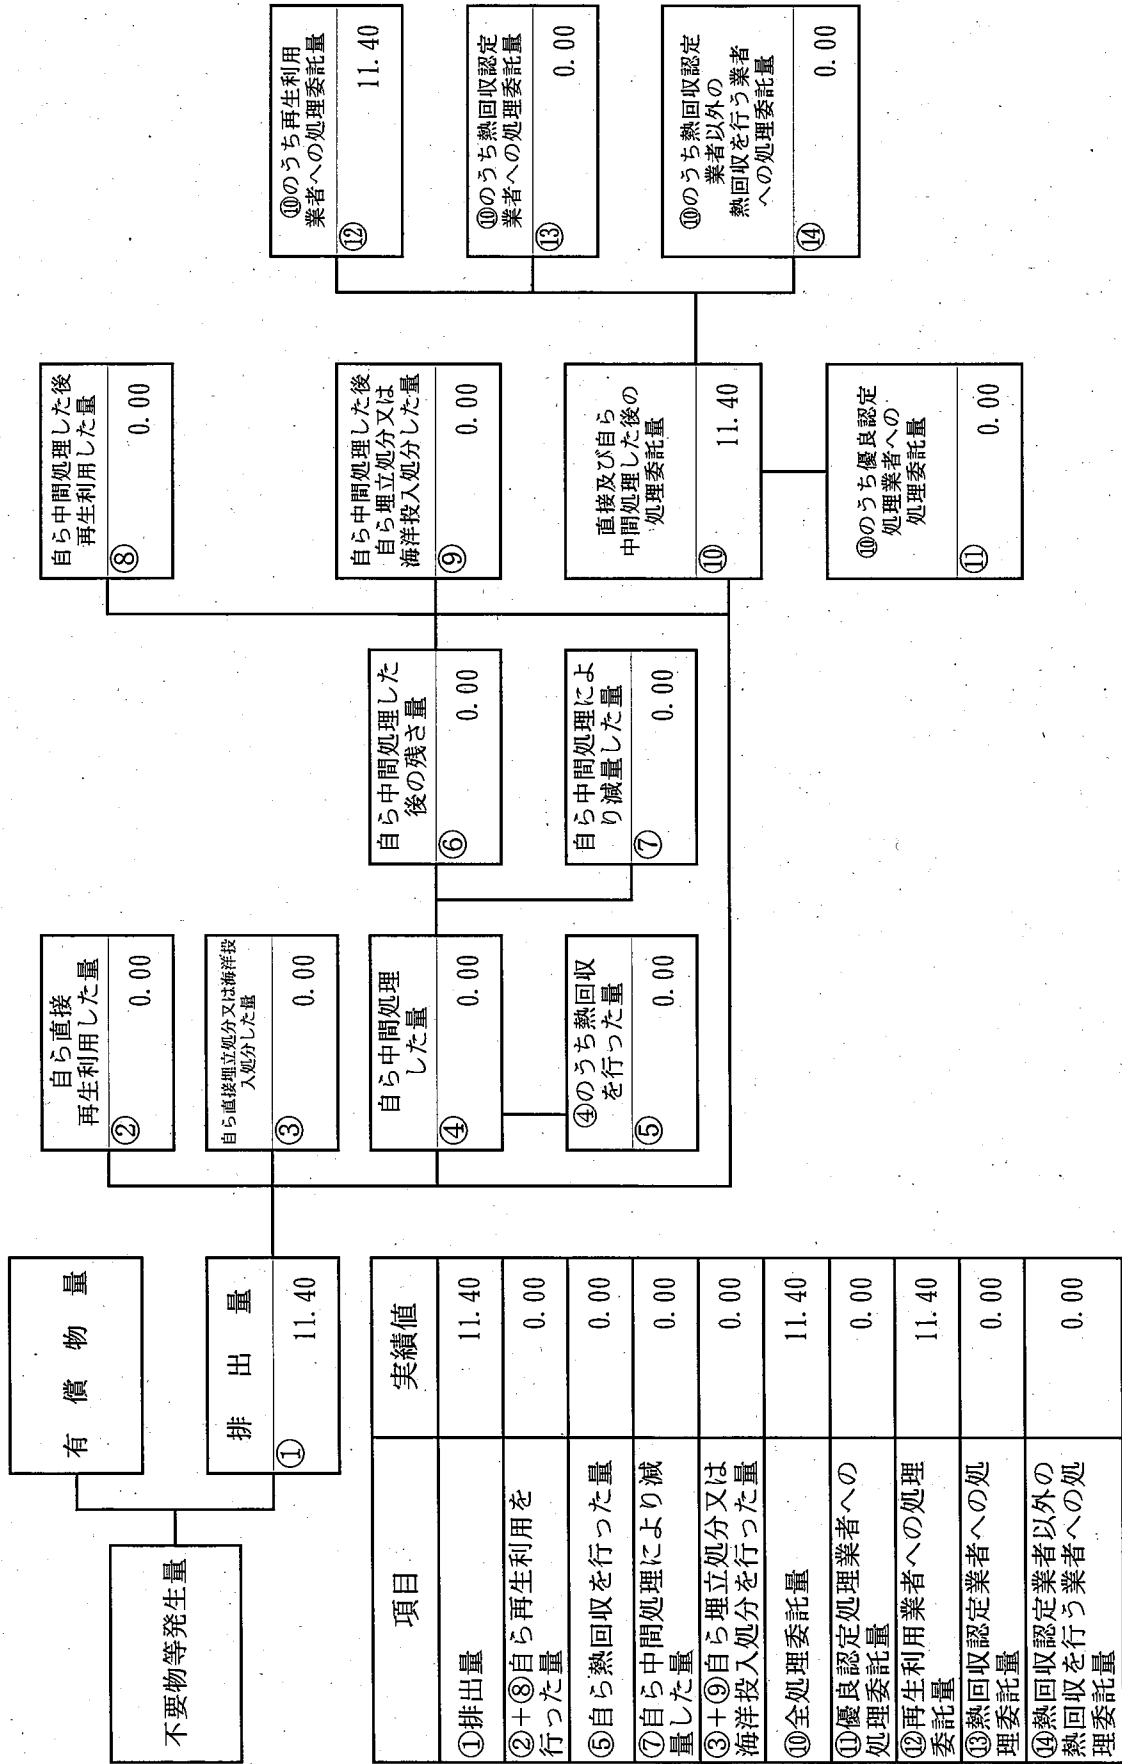 不要物等発生量
有償物量
排出量
① 11.40
自ら直接
再生利用した量
② 0.00
自ら直接埋立処分又は海洋投
入処分した量
③ 0.00
自ら中間処理
した量
④ 0.00
④のうち熱回収
を行った量
⑤ 0.00
自ら中間処理した
後の残さ量
⑥ 0.00
自ら中間処理によ
り減量した量
⑦ 0.00
自ら中間処理した後
再生利用した量
⑧ 0.00
自ら中間処理した後
自ら埋立処分又は
海洋投入処分した量
⑨ 0.00
直接及び自ら
中間処理した後の
処理委託量
⑩ 11.40
⑩のうち優良認定
処理業者への
処理委託量
⑪ 0.00
⑩のうち再生利用
業者への処理委託量
⑫ 11.40
⑩のうち熱回収認定
業者への処理委託量
⑬ 0.00
⑩のうち熱回収認定
業者以外の
熱回収を行う業者
への処理委託量
⑭ 0.00
項目 実績値
①排出量 11.40
②+⑧自ら再生利用を
行った量 0.00
⑤自ら熱回収を行った量 0.00
⑦自ら中間処理により減
量した量 0.00
③+⑨自ら埋立処分又は
海洋投入処分を行った量 0.00
⑩全処理委託量 11.40
⑪優良認定処理業者への
処理委託量 0.00
⑫再生利用業者への処理
委託量 11.40
⑬熱回収認定業者への処
理委託量 0.00
⑭熱回収認定業者以外の
熱回収を行う業者への処
理委託量 0.00